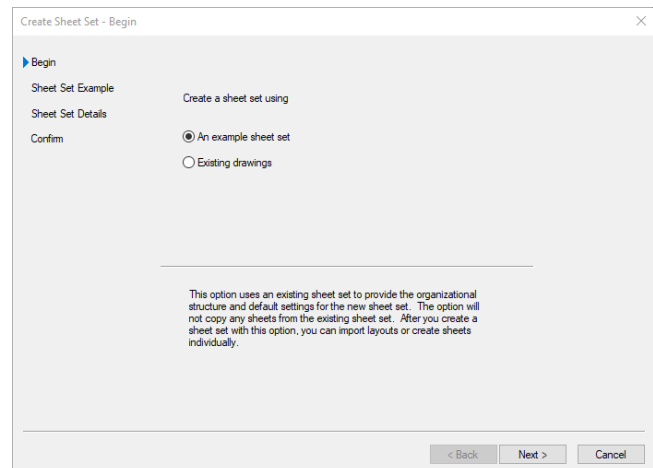 Create Sheet Set - Begin
Begin
Sheet Set Example
Sheet Set Details
Confirm
Create a sheet set using
An example sheet set
Existing drawings
This option uses an existing sheet set to provide the organizational
structure and default settings for the new sheet set. The option will
not copy any sheets from the existing sheet set. After you create a
sheet set with this option, you can import layouts or create sheets
individually.
< Back Next > Cancel